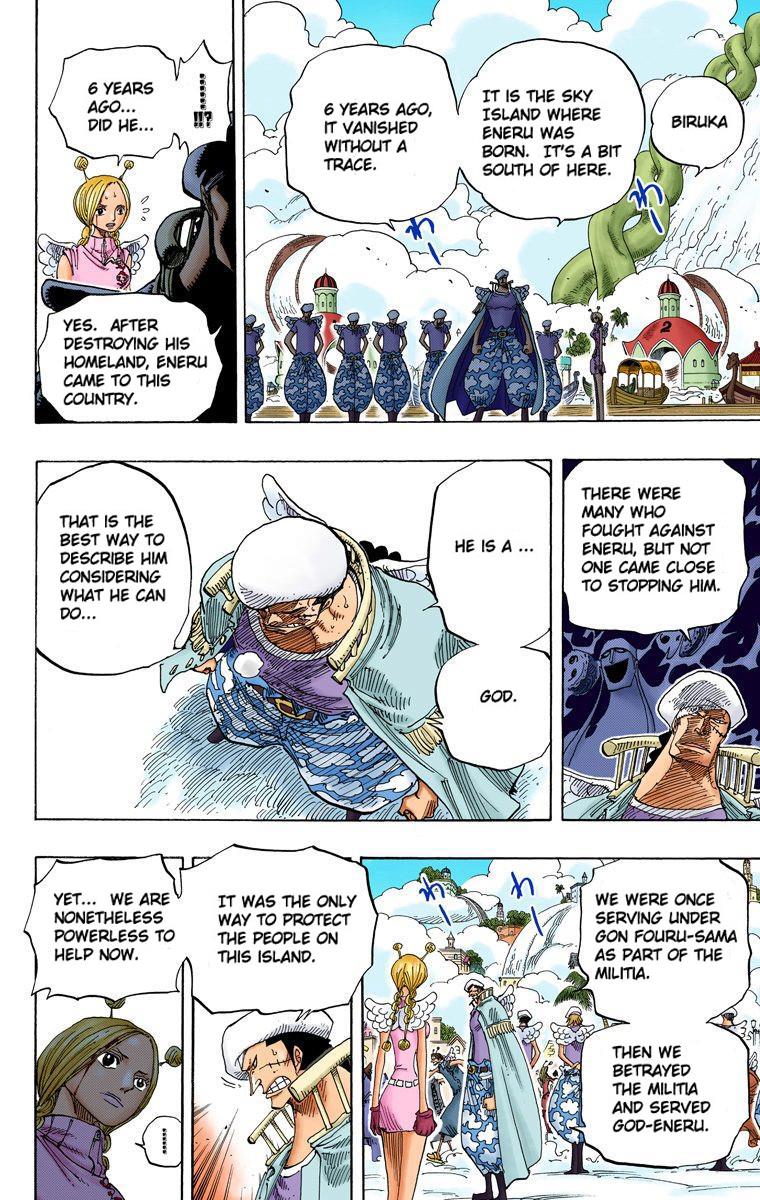 BIRUKA
IT IS THE SKY
ISLAND WHERE
ENERU WAS
BORN. IT'S A BIT
SOUTH OF HERE.
6 YEARS AGO,
IT VANISHED
WITHOUT A
TRACE.
わ
わ
2
......!!?
6 YEARS
AGO...
DID HE...
YES. AFTER
DESTROYING HIS
HOMELAND, ENERU
CAME TO THIS
COUNTRY.
THERE WERE
MANY WHO
FOUGHT AGAINST
ENERU, BUT NOT
ONE CAME CLOSE
TO STOPPING HIM.
HE IS A ...
GOD.
THAT IS THE
BEST WAY TO
DESCRIBE HIM
CONSIDERING
WHAT HE CAN
DO...
WE WERE ONCE
SERVING UNDER
GON FOURU-SAMA
AS PART OF THE
MILITIA.
THEN WE
BETRAYED
THE MILITIA
AND SERVED
GOD-ENERU.
わ
わ
IT WAS THE ONLY
WAY TO PROTECT
THE PEOPLE ON
THIS ISLAND.
YET... WE ARE
NONETHELESS
POWERLESS TO
HELP NOW.
......